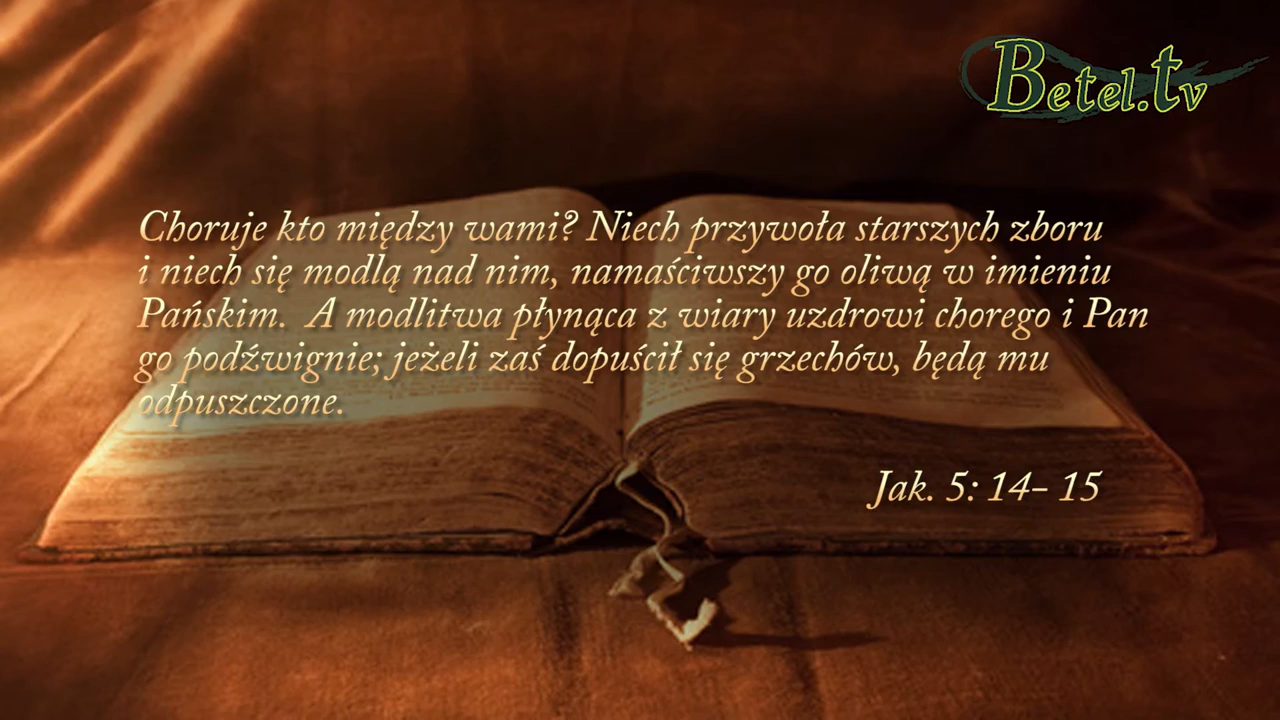 Betel.tv
Choruje kto między wami? Niech przywoła starszych zboru
i niech się modlą nad nim, namaściwszy go oliwą w imieniu
Pańskim.  A modlitwa płynąca z wiary uzdrowi chorego i Pan
go podźwignie; jeżeli zaś dopuścił się grzechów, będą mu
odpuszczone.
Jak. 5: 14– 15